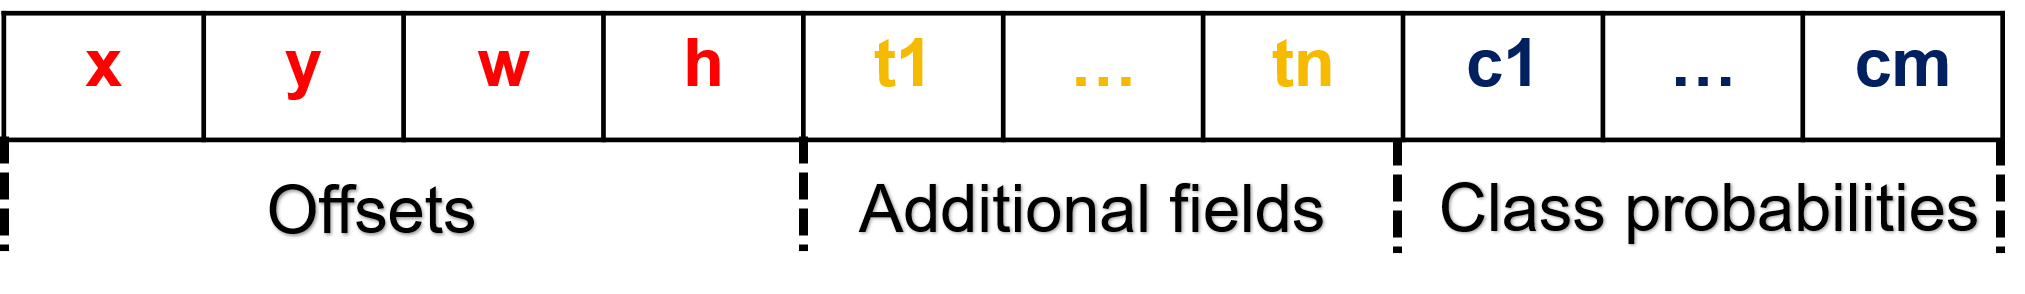 x y w h t1 ... tn c1 ... cm
Offsets Additional fields Class probabilities